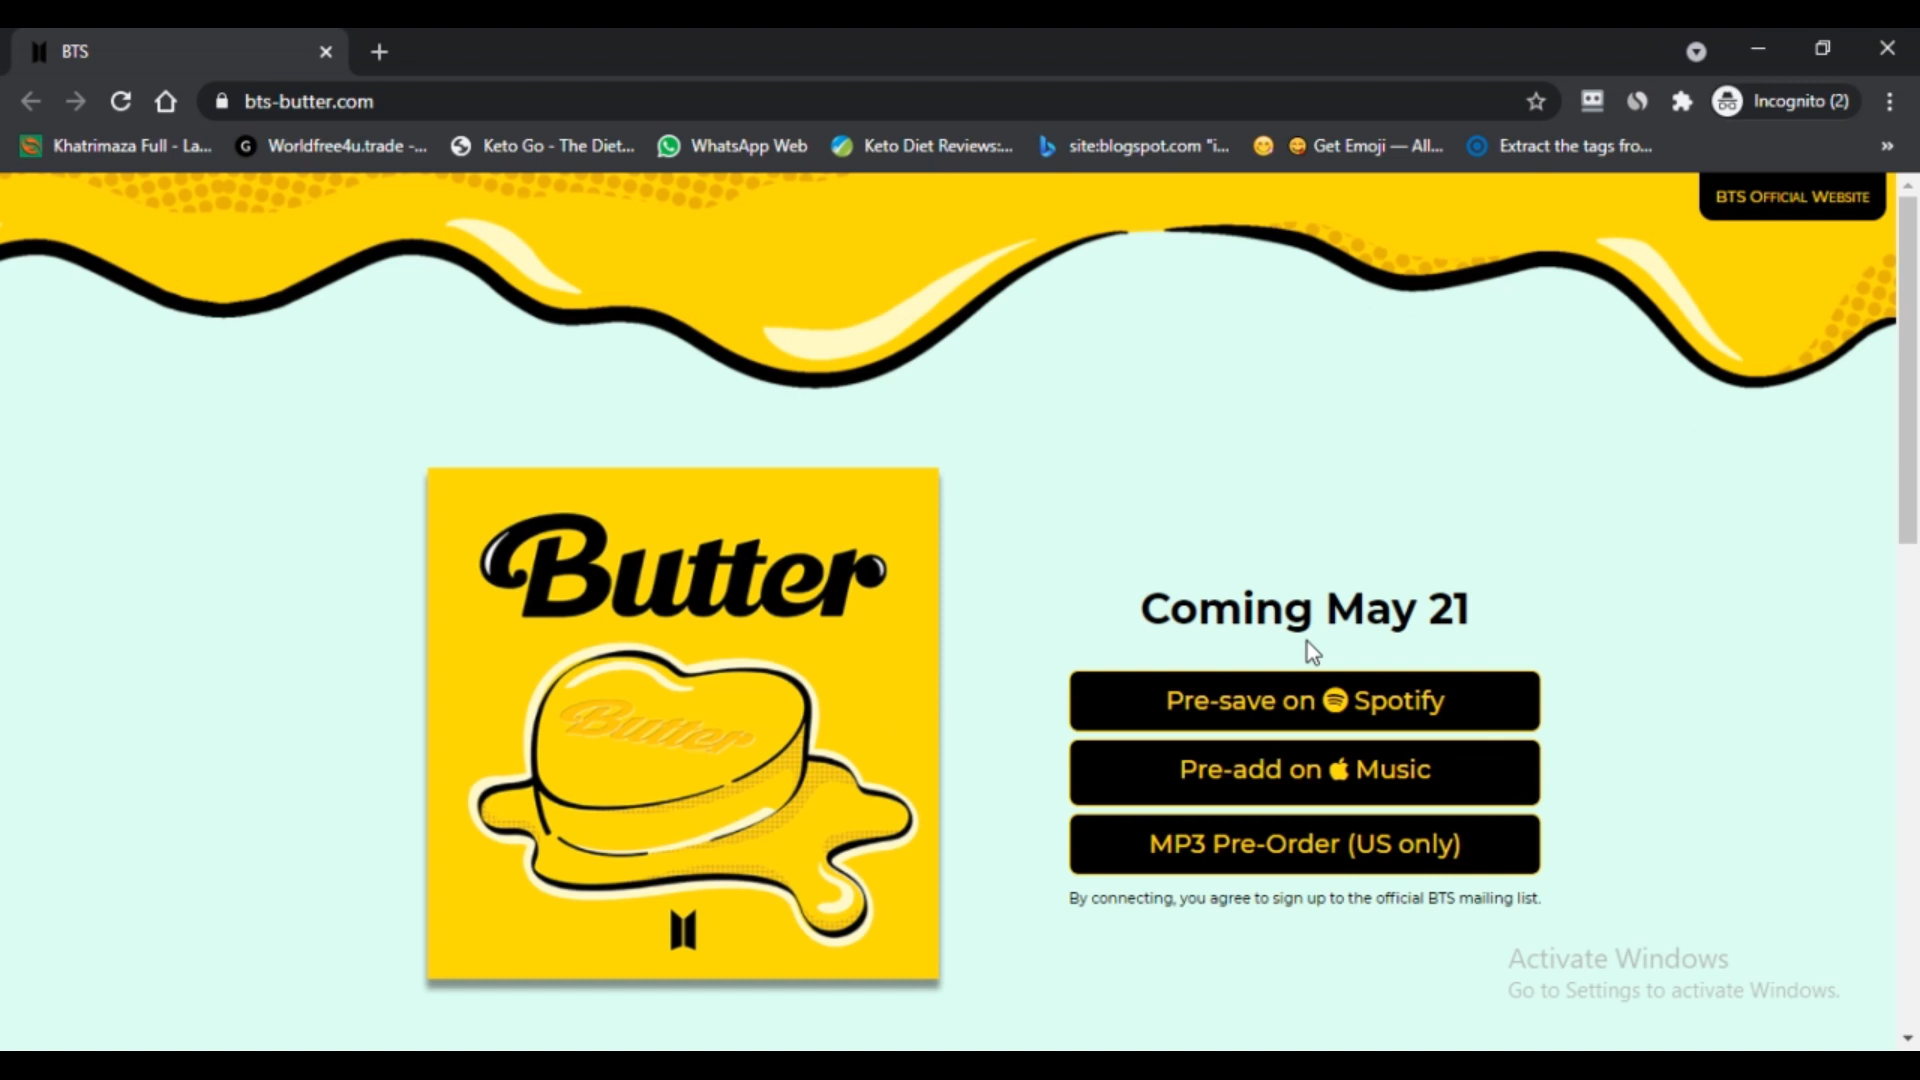 BTS
bts-butter.com
Incognito (2)
Khatrimaza Full - La...
Worldfree4u.trade -...
Keto Go - The Diet...
WhatsApp Web
Keto Diet Reviews:...
site:blogspot.com "i...
Get Emoji — All...
Extract the tags fro...
»
BTS OFFICIAL WEBSITE
Butter
Butter
Coming May 21
Pre-save on Spotify
Pre-add on Music
MP3 Pre-Order (US only)
By connecting, you agree to sign up to the official BTS mailing list.
Activate Windows
Go to Settings to activate Windows.